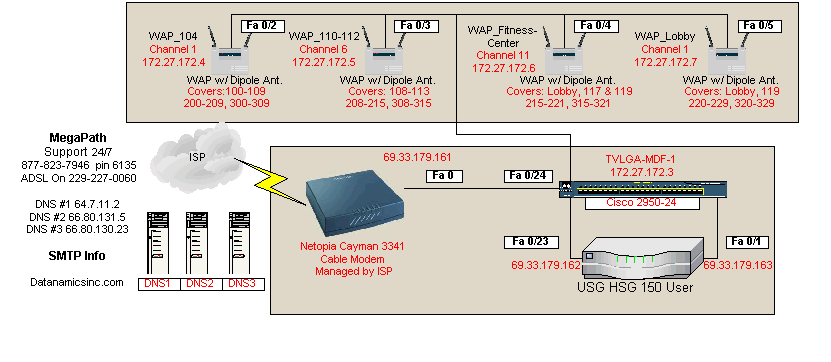 WAP_104
Channel 1
172.27.172.4
Fa 0/2
WAP w/ Dipole Ant.
Covers:100-109
200-209, 300-309
WAP_110-112
Channel 6
172.27.172.5
Fa 0/3
WAP w/ Dipole Ant.
Covers: 108-113
208-215, 308-315
WAP_Fitness-
Center
Channel 11
172.27.172.6
Fa 0/4
WAP w/ Dipole Ant.
Covers: Lobby, 117 & 119
215-221, 315-321
WAP_Lobby
Channel 1
172.27.172.7
Fa 0/5
WAP w/ Dipole Ant.
Covers: Lobby, 119
220-229, 320-329
MegaPath
Support 24/7
877-823-7946 pin 6135
ADSL On 229-227-0060
ISP
DNS #1 64.7.11.2
DNS #2 66.80.131.5
DNS #3 66.80.130.23
SMTP Info
Datanamicsinc.com
DNS1
DNS2
DNS3
69.33.179.161
Fa 0
Fa 0/24
TVLGA-MDF-1
172.27.172.3
Cisco 2950-24
Netopia Cayman 3341
Cable Modem
Managed by ISP
Fa 0/23
Fa 0/1
69.33.179.162
69.33.179.163
USG HSG 150 User